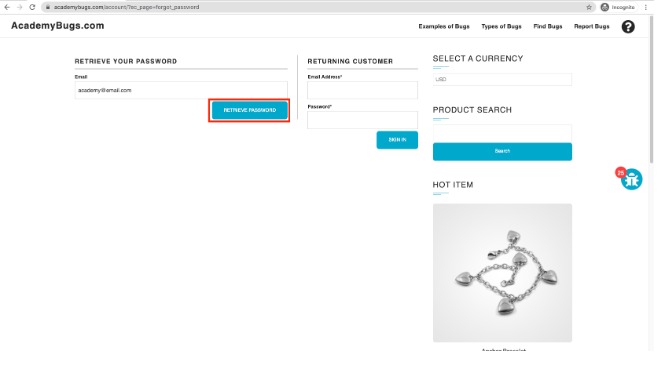 academybugs.com/account/?ec_page=forgot_password
Incognito
AcademyBugs.com
Examples of Bugs
Types of Bugs
Find Bugs
Report Bugs
?
RETRIEVE YOUR PASSWORD
Email
academy@email.com
RETRIEVE PASSWORD
RETURNING CUSTOMER
Email Address*
Password*
SIGN IN
SELECT A CURRENCY
USD
PRODUCT SEARCH
Search
25
HOT ITEM